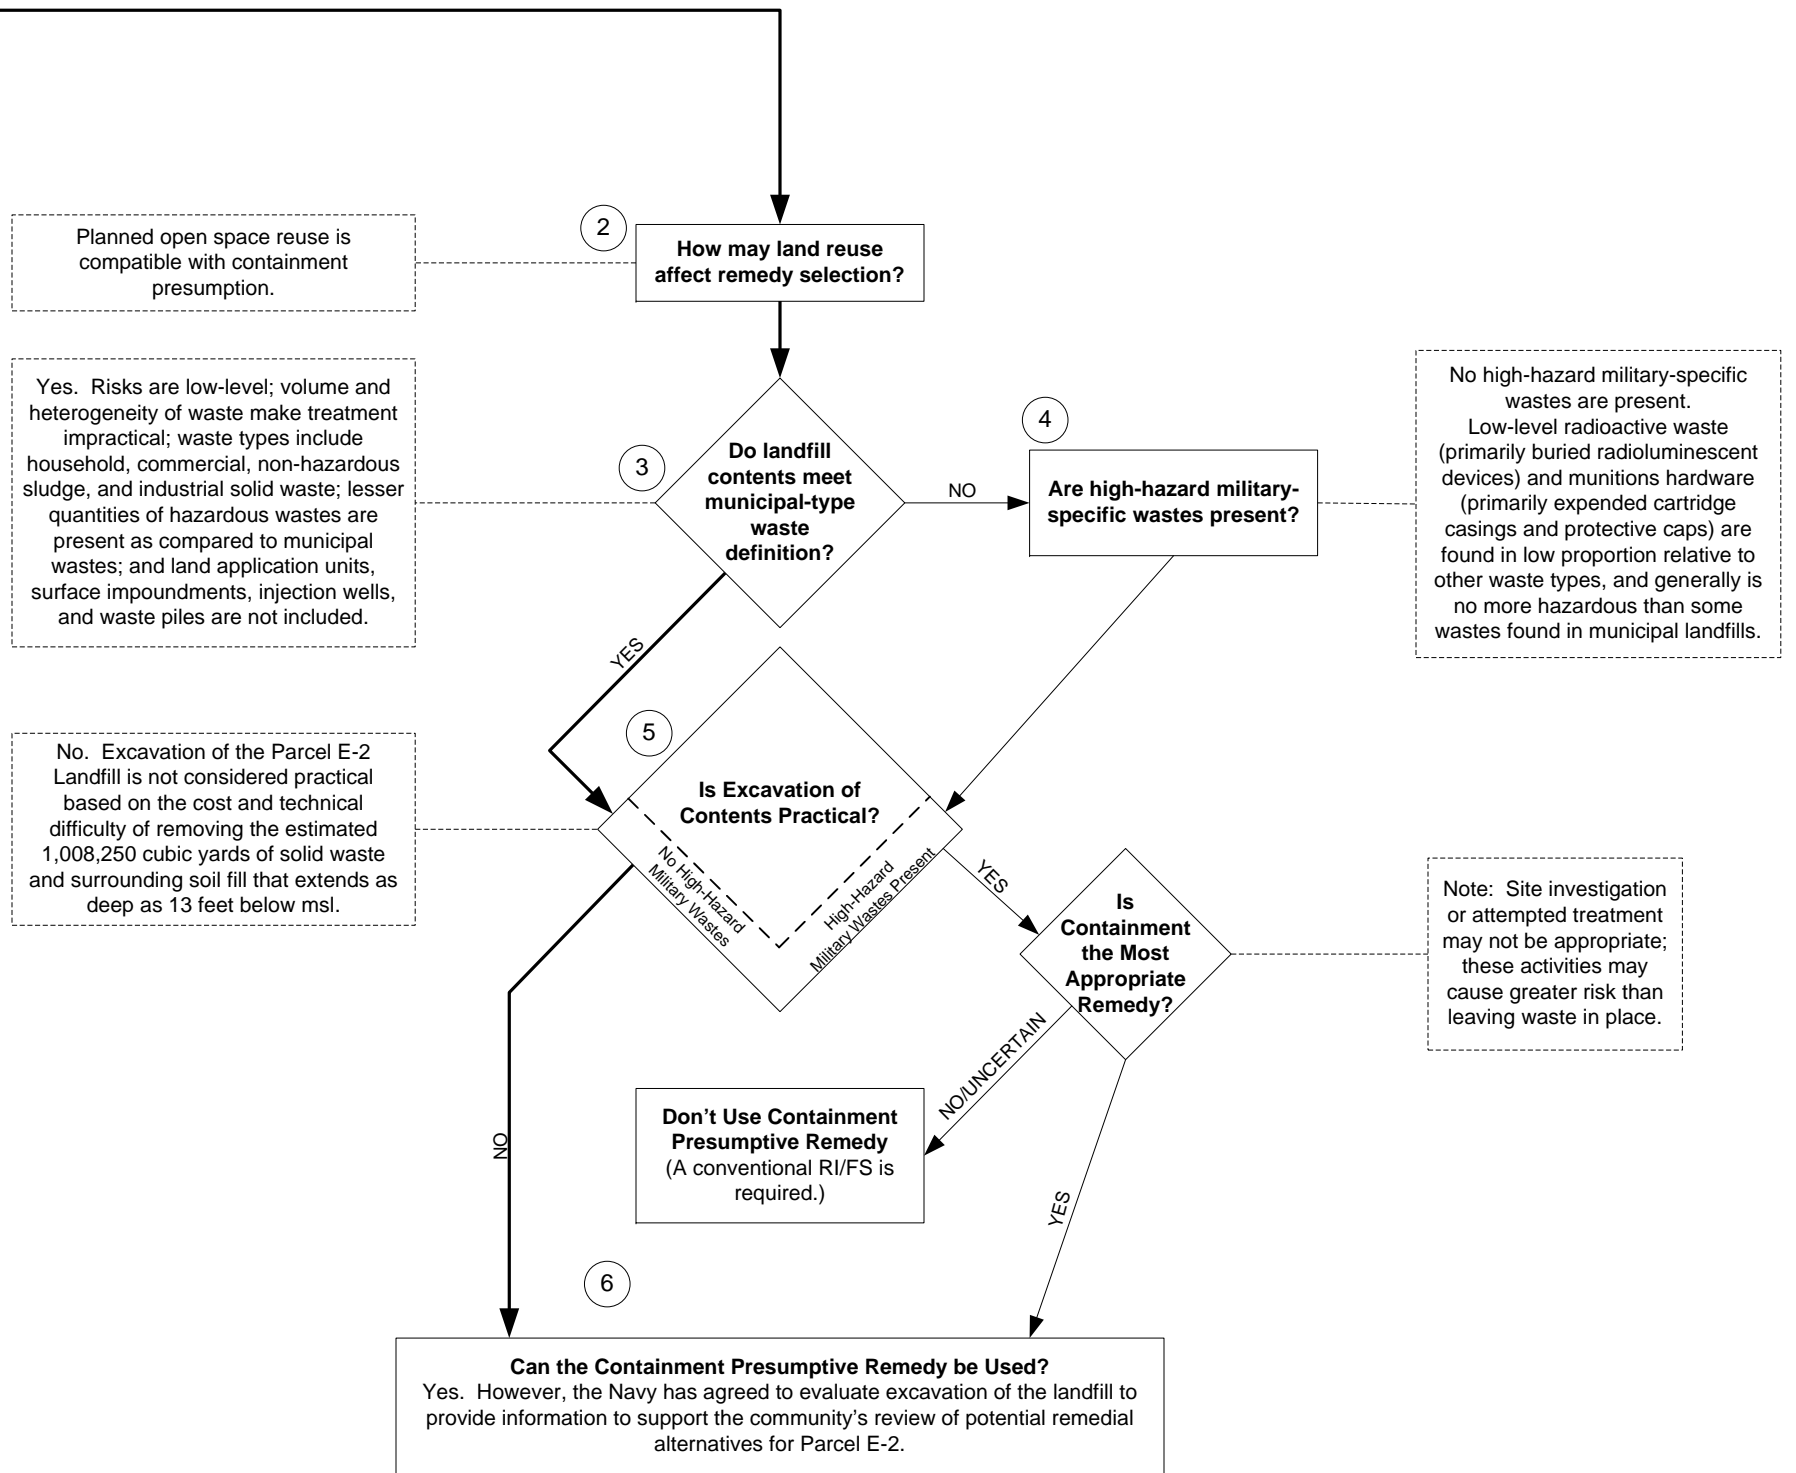 2
How may land reuse
affect remedy selection?
Planned open space reuse is
compatible with containment
presumption.
3
Do landfill
contents meet
municipal-type
waste
definition?
Yes.  Risks are low-level; volume and
heterogeneity of waste make treatment
impractical; waste types include
household, commercial, non-hazardous
sludge, and industrial solid waste; lesser
quantities of hazardous wastes are
present as compared to municipal
wastes; and land application units,
surface impoundments, injection wells,
and waste piles are not included.
NO
4
Are high-hazard military-
specific wastes present?
No high-hazard military-specific
wastes are present.
Low-level radioactive waste
(primarily buried radioluminescent
devices) and munitions hardware
(primarily expended cartridge
casings and protective caps) are
found in low proportion relative to
other waste types, and generally is
no more hazardous than some
wastes found in municipal landfills.
YES
5
Is Excavation of
Contents Practical?
No High-Hazard
Military Wastes
High-Hazard
Military Wastes Present
No.  Excavation of the Parcel E-2
Landfill is not considered practical
based on the cost and technical
difficulty of removing the estimated
1,008,250 cubic yards of solid waste
and surrounding soil fill that extends as
deep as 13 feet below msl.
YES
Is
Containment
the Most
Appropriate
Remedy?
Note:  Site investigation
or attempted treatment
may not be appropriate;
these activities may
cause greater risk than
leaving waste in place.
NO/UNCERTAIN
Don't Use Containment
Presumptive Remedy
(A conventional RI/FS is
required.)
NO
YES
6
Can the Containment Presumptive Remedy be Used?
Yes.  However, the Navy has agreed to evaluate excavation of the landfill to
provide information to support the community's review of potential remedial
alternatives for Parcel E-2.